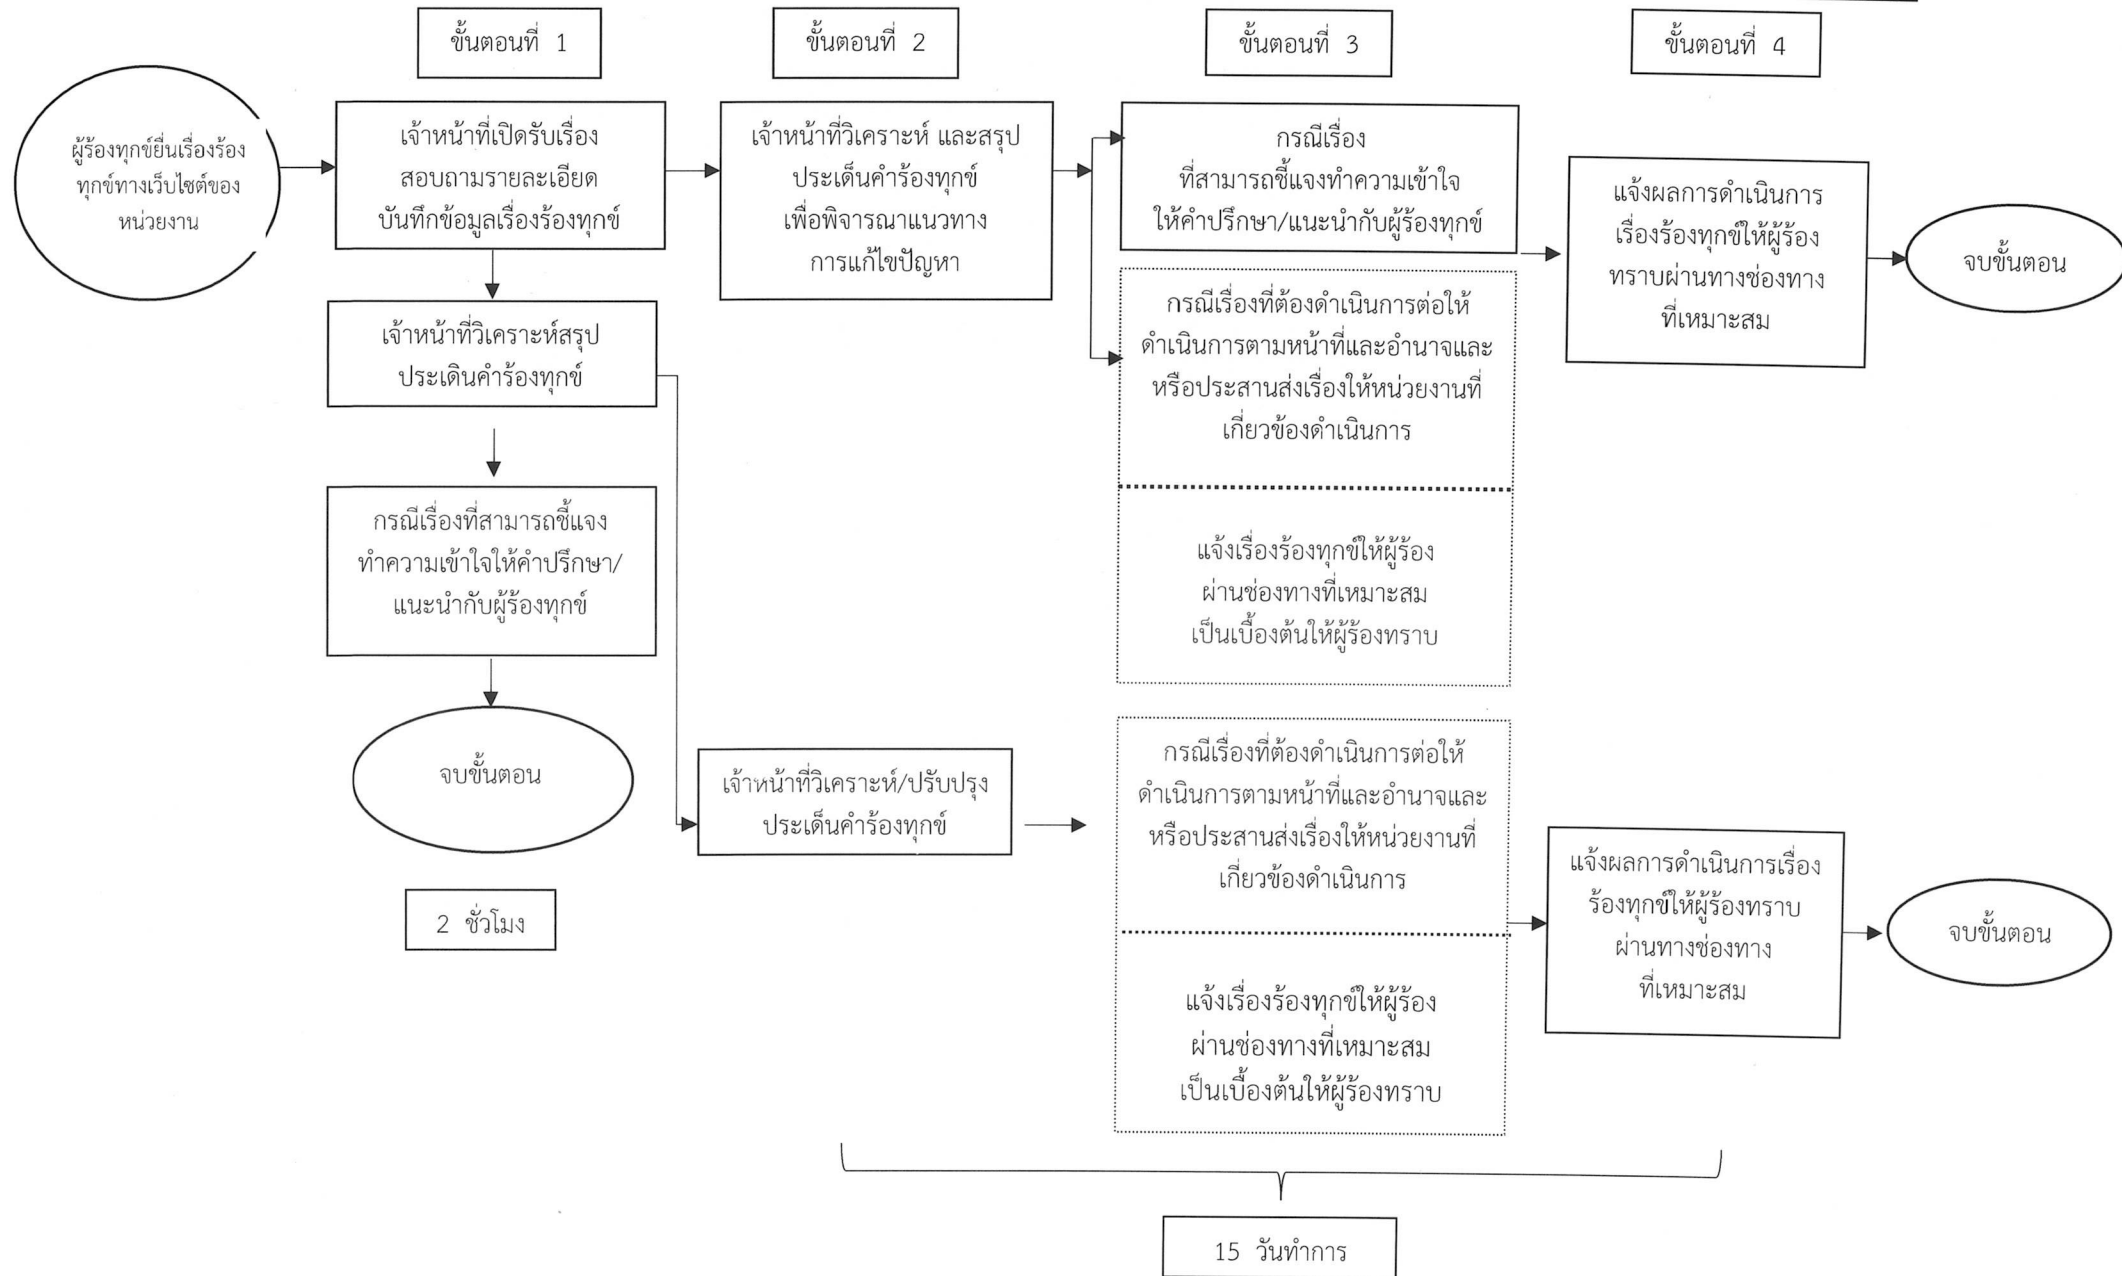 ขั้นตอนที่ 1
ขั้นตอนที่ 2
ขั้นตอนที่ 3
ขั้นตอนที่ 4
ผู้ร้องทุกข์ยื่นเรื่องร้อง
ทุกข์ทางเว็บไซต์ของ
หน่วยงาน
เจ้าหน้าที่เปิดรับเรื่อง
สอบถามรายละเอียด
บันทึกข้อมูลเรื่องร้องทุกข์
เจ้าหน้าที่วิเคราะห์ และสรุป
ประเด็นคำร้องทุกข์
เพื่อพิจารณาแนวทาง
การแก้ไขปัญหา
กรณีเรื่อง
ที่สามารถชี้แจงทำความเข้าใจ
ให้คำปรึกษา/แนะนำกับผู้ร้องทุกข์
แจ้งผลการดำเนินการ
เรื่องร้องทุกข์ให้ผู้ร้อง
ทราบผ่านทางช่องทาง
ที่เหมาะสม
จบขั้นตอน
เจ้าหน้าที่วิเคราะห์สรุป
ประเดินคำร้องทุกข์
กรณีเรื่องที่ต้องดำเนินการต่อให้
ดำเนินการตามหน้าที่และอำนาจและ
หรือประสานส่งเรื่องให้หน่วยงานที่
เกี่ยวข้องดำเนินการ
แจ้งเรื่องร้องทุกข์ให้ผู้ร้อง
ผ่านช่องทางที่เหมาะสม
เป็นเบื้องต้นให้ผู้ร้องทราบ
กรณีเรื่องที่สามารถชี้แจง
ทำความเข้าใจให้คำปรึกษา/
แนะนำกับผู้ร้องทุกข์
จบขั้นตอน
2 ชั่วโมง
เจ้าหน้าที่วิเคราะห์/ปรับปรุง
ประเด็นคำร้องทุกข์
กรณีเรื่องที่ต้องดำเนินการต่อให้
ดำเนินการตามหน้าที่และอำนาจและ
หรือประสานส่งเรื่องให้หน่วยงานที่
เกี่ยวข้องดำเนินการ
แจ้งเรื่องร้องทุกข์ให้ผู้ร้อง
ผ่านช่องทางที่เหมาะสม
เป็นเบื้องต้นให้ผู้ร้องทราบ
แจ้งผลการดำเนินการเรื่อง
ร้องทุกข์ให้ผู้ร้องทราบ
ผ่านทางช่องทาง
ที่เหมาะสม
จบขั้นตอน
15 วันทำการ